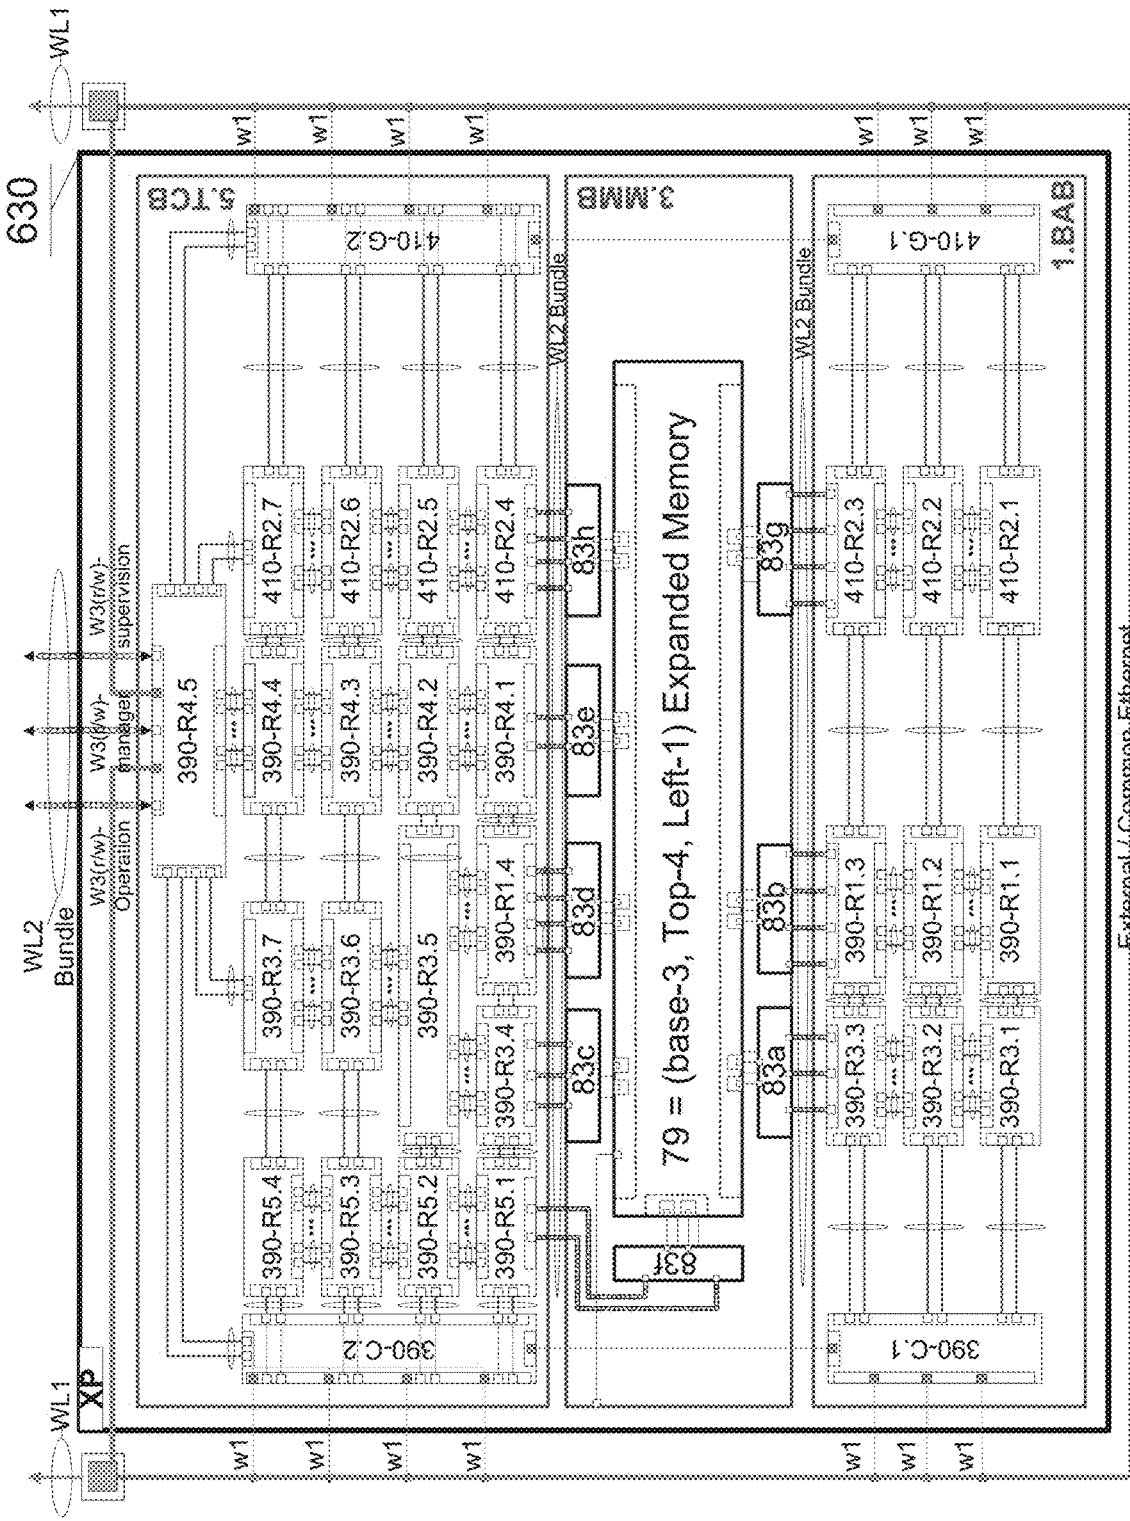 630
WL1
WL2
Bundle
WL1
XP
W3(r/w)-
Operation
W3(r/w)-
manager
W3(r/w)-
supervision
5.TCB
390-R4.5
w1
390-R5.4
390-R3.7
390-R4.4
410-R2.7
w1
w1
390-R5.3
390-R3.6
390-R4.3
410-R2.6
w1
390-C.2
410-G.2
w1
390-R5.2
390-R3.5
390-R4.2
410-R2.5
w1
w1
390-R5.1
390-R3.4
390-R1.4
390-R4.1
410-R2.4
w1
WL2 Bundle
3.MMB
83c
83d
83e
83h
83f
79 = (base-3, Top-4, Left-1) Expanded Memory
83a
83b
83g
WL2 Bundle
w1
390-R3.3
390-R1.3
410-R2.3
w1
w1
390-C.1
390-R3.2
390-R1.2
410-R2.2
410-G.1
w1
w1
390-R3.1
390-R1.1
410-R2.1
w1
1.BAB
External / Common Ethernet